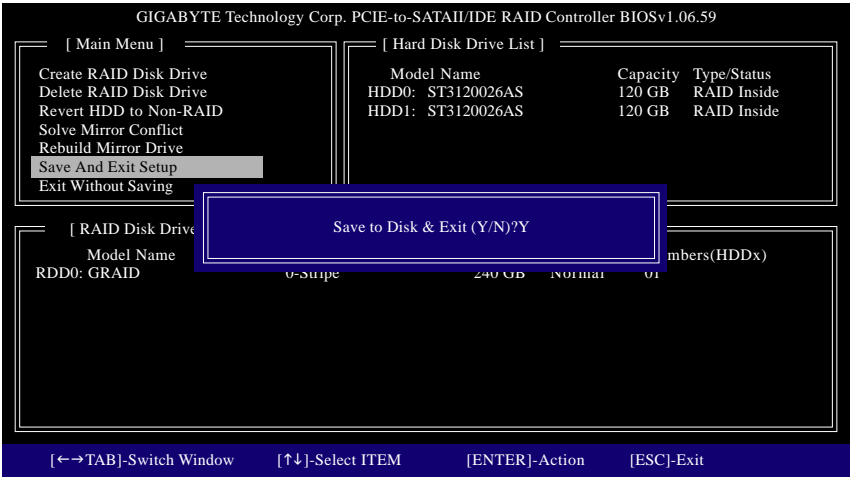 GIGABYTE Technology Corp. PCIE-to-SATAII/IDE RAID Controller BIOSv1.06.59
[ Main Menu ]
Create RAID Disk Drive
Delete RAID Disk Drive
Revert HDD to Non-RAID
Solve Mirror Conflict
Rebuild Mirror Drive
Save And Exit Setup
Exit Without Saving
[ Hard Disk Drive List ]
Model Name Capacity Type/Status
HDD0: ST3120026AS 120 GB RAID Inside
HDD1: ST3120026AS 120 GB RAID Inside
Save to Disk & Exit (Y/N)?Y
[ RAID Disk Drive
Model Name mbers(HDDx)
RDD0: GRAID 0-Stripe 240 GB Normal 01
[←→TAB]-Switch Window [↑↓]-Select ITEM [ENTER]-Action [ESC]-Exit